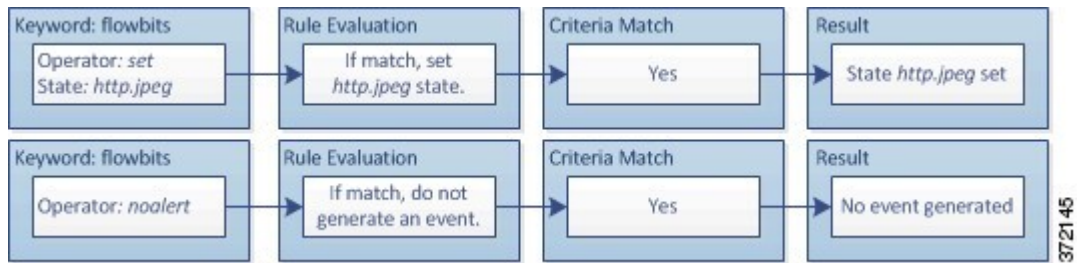 Keyword: flowbits
Operator: set
State: http.jpeg
Rule Evaluation
If match, set
http.jpeg state.
Criteria Match
Yes
Result
State http.jpeg set
Keyword: flowbits
Operator: noalert
Rule Evaluation
If match, do not
generate an event.
Criteria Match
Yes
Result
No event generated
372145